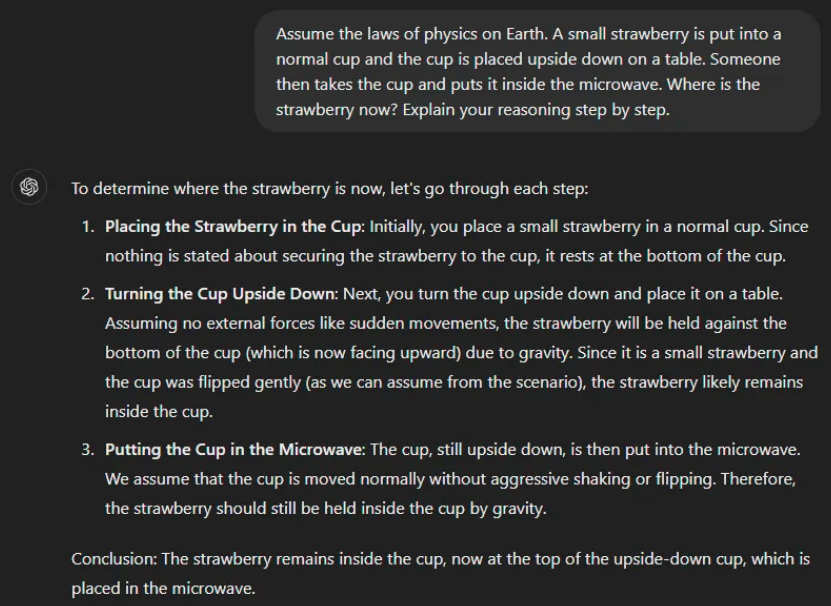 Assume the laws of physics on Earth. A small strawberry is put into a
normal cup and the cup is placed upside down on a table. Someone
then takes the cup and puts it inside the microwave. Where is the
strawberry now? Explain your reasoning step by step.
To determine where the strawberry is now, let's go through each step:
1. Placing the Strawberry in the Cup: Initially, you place a small strawberry in a normal cup. Since
nothing is stated about securing the strawberry to the cup, it rests at the bottom of the cup.
2. Turning the Cup Upside Down: Next, you turn the cup upside down and place it on a table.
Assuming no external forces like sudden movements, the strawberry will be held against the
bottom of the cup (which is now facing upward) due to gravity. Since it is a small strawberry and
the cup was flipped gently (as we can assume from the scenario), the strawberry likely remains
inside the cup.
3. Putting the Cup in the Microwave: The cup, still upside down, is then put into the microwave.
We assume that the cup is moved normally without aggressive shaking or flipping. Therefore,
the strawberry should still be held inside the cup by gravity.
Conclusion: The strawberry remains inside the cup, now at the top of the upside-down cup, which is
placed in the microwave.